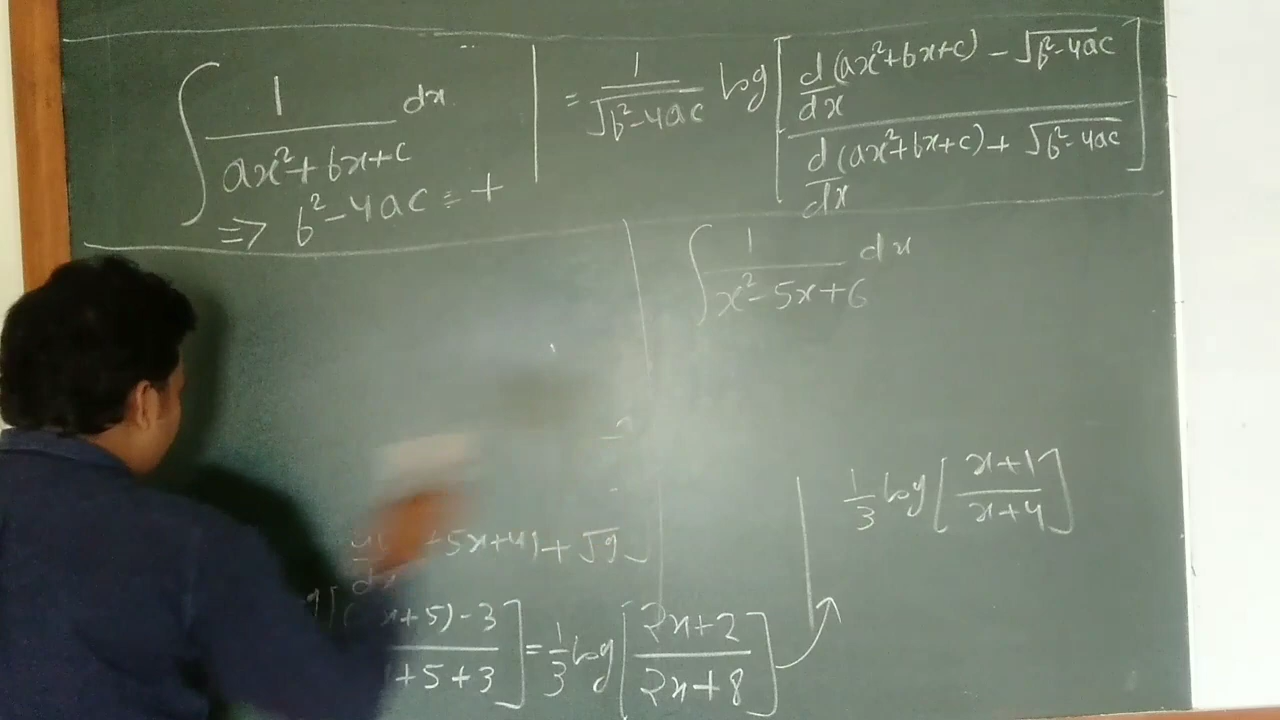 ∫ 1/(ax²+bx+c) dx = 1/√(b²-4ac) log[(d/dx (ax²+bx+c) - √(b²-4ac))/(d/dx (ax²+bx+c) + √(b²-4ac))]
⇒ b²-4ac = +
∫ 1/(x²-5x+6) dx
+5x+4) + √9
x+5)-3/+5+3] = 1/3 log[(2x+2)/(2x+8)]
1/3 log[(x+1)/(x+4)]